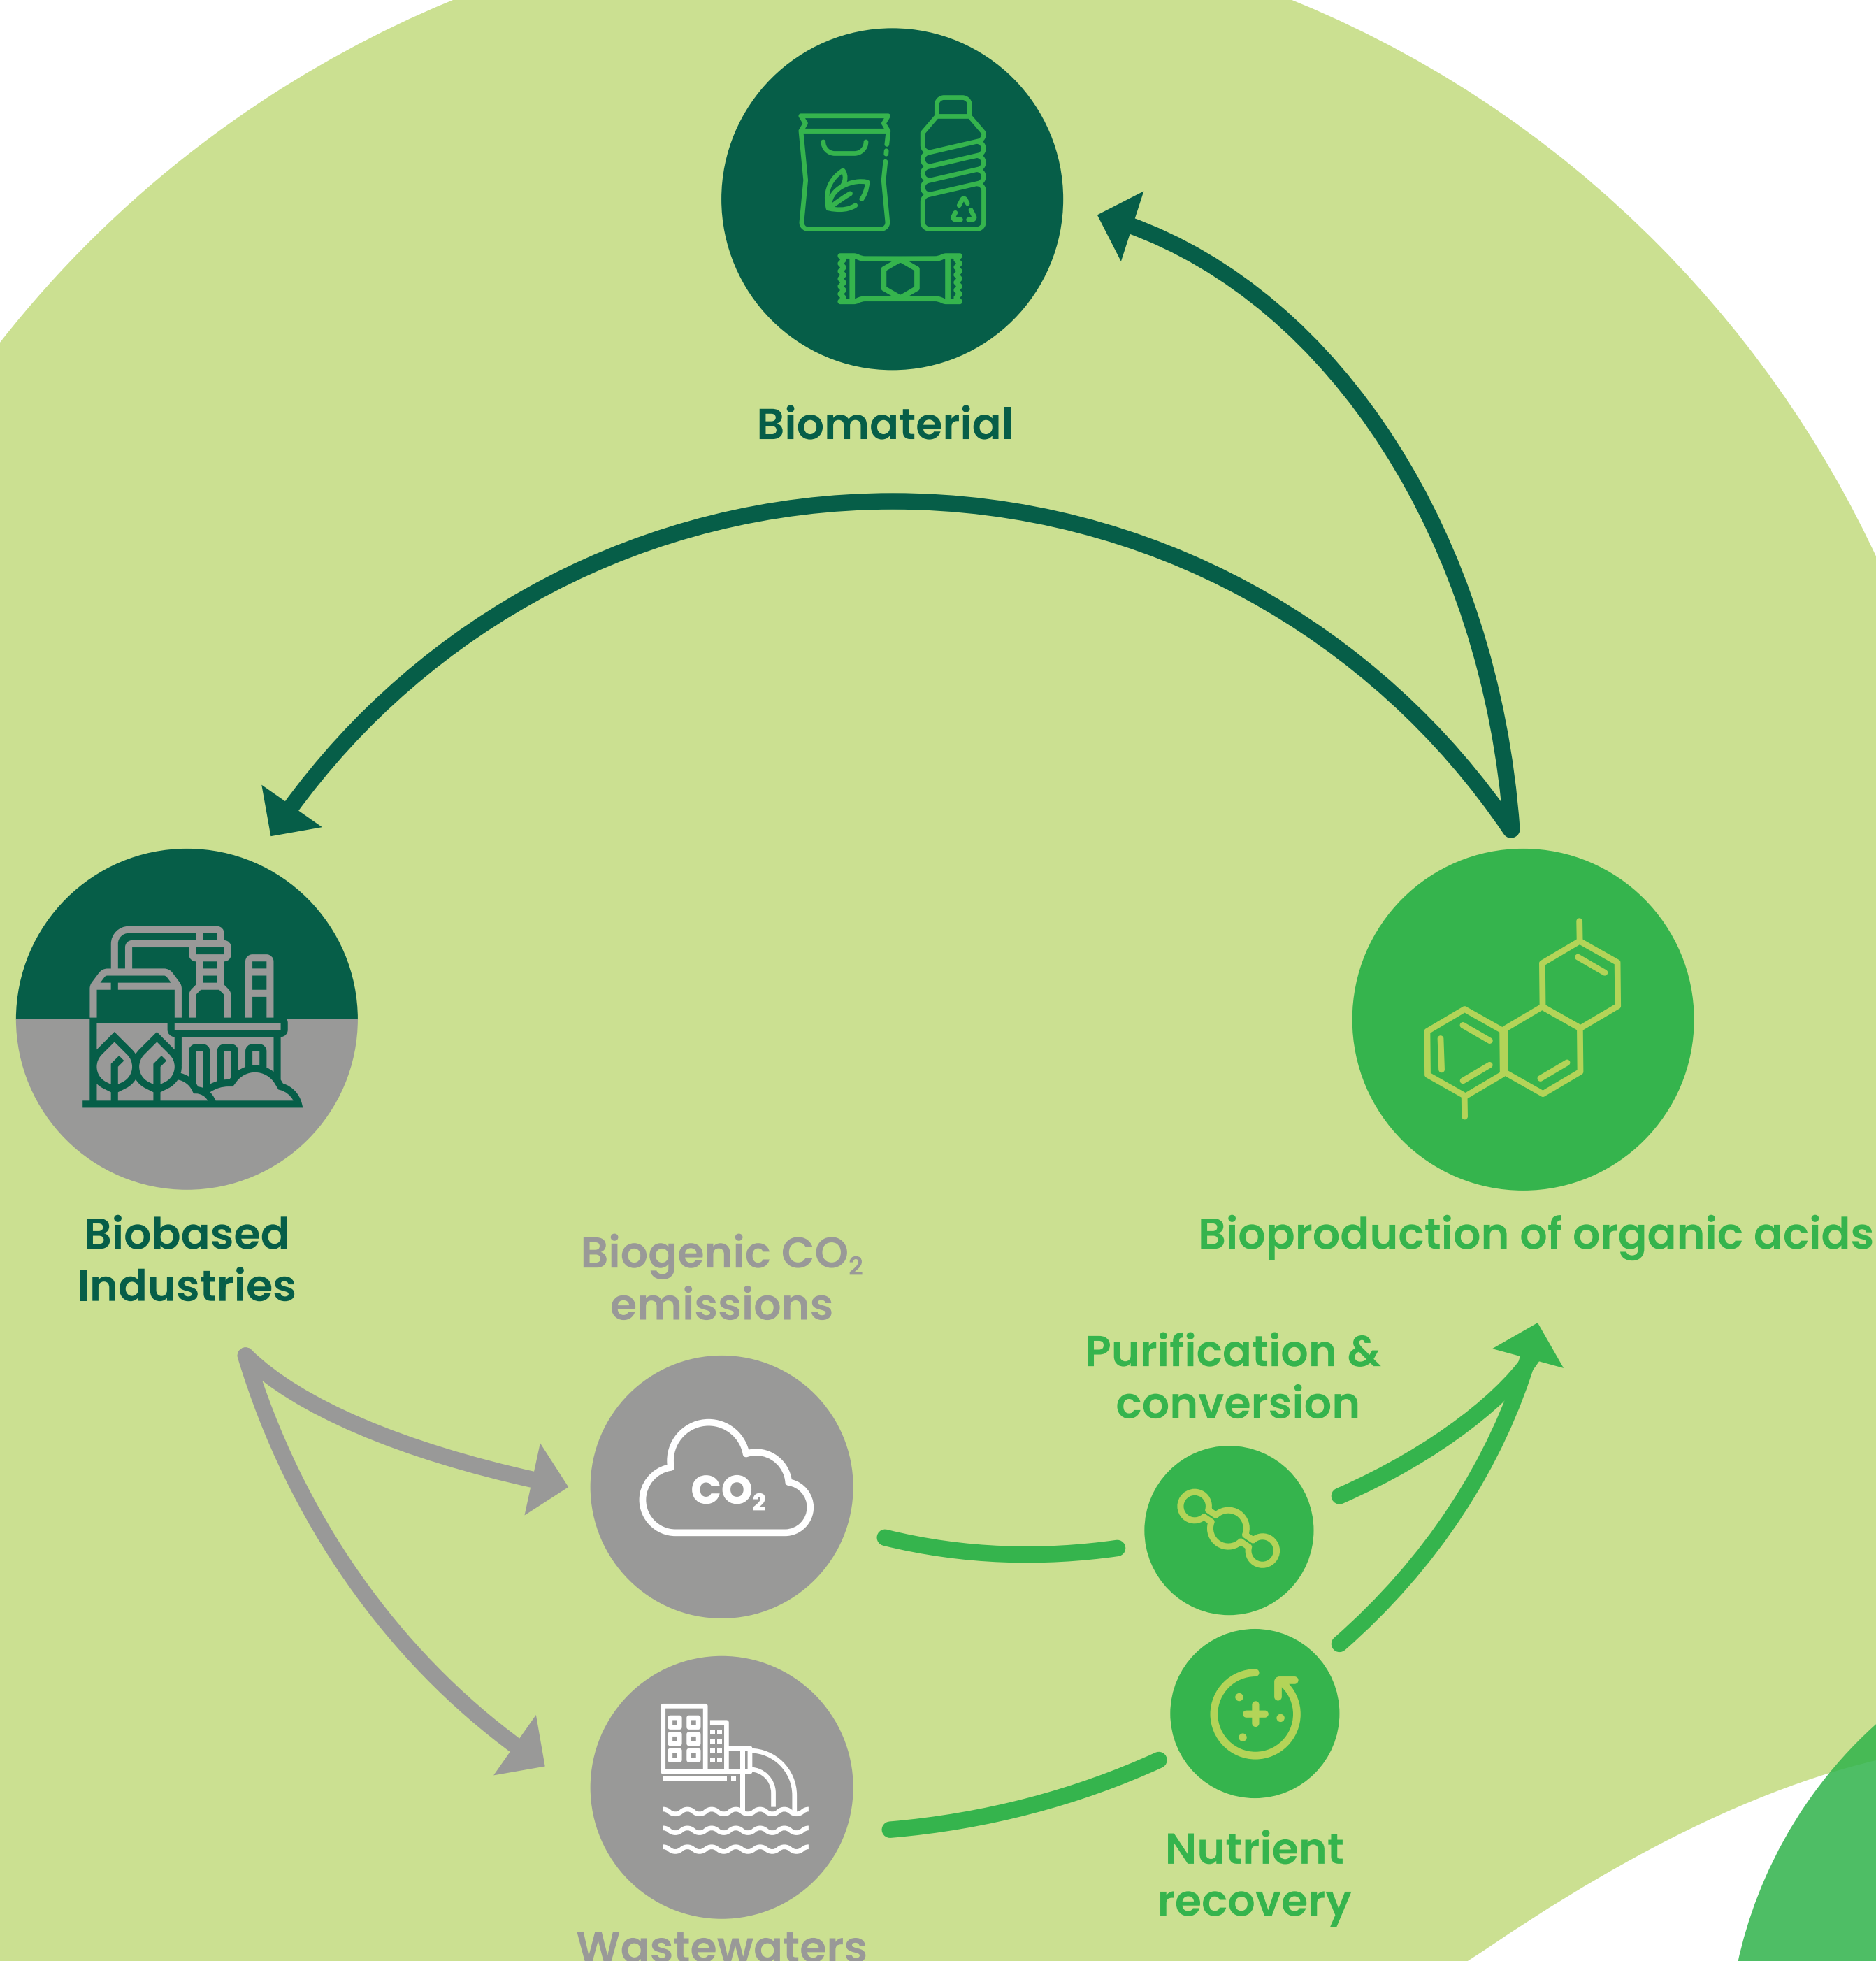 Biomaterial
Biobased
Industries
Biogenic CO₂
emissions
Bioproduction of organic acids
Purification &
conversion
CO₂
Nutrient
recovery
Wastewaters